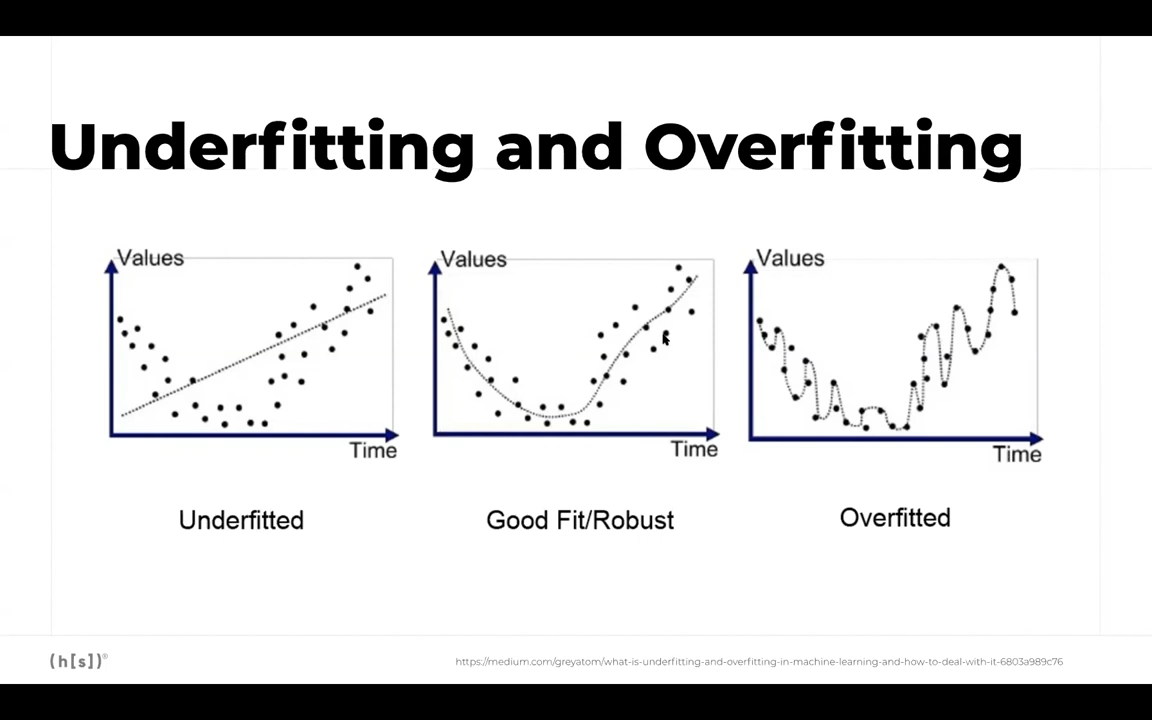 Underfitting and Overfitting
Values
Time
Underfitted
Values
Time
Good Fit/Robust
Values
Time
Overfitted
(h[s])®
https://medium.com/greyatom/what-is-underfitting-and-overfitting-in-machine-learning-and-how-to-deal-with-it-6803a989c76